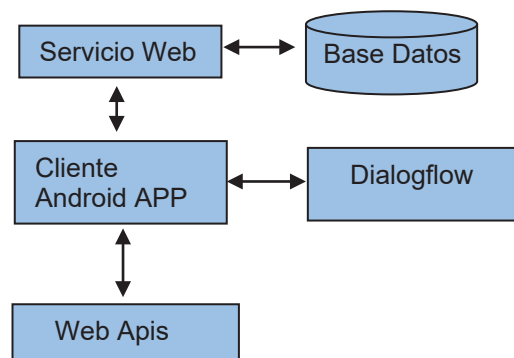 Servicio Web
Base Datos
Cliente
Android APP
Dialogflow
Web Apis